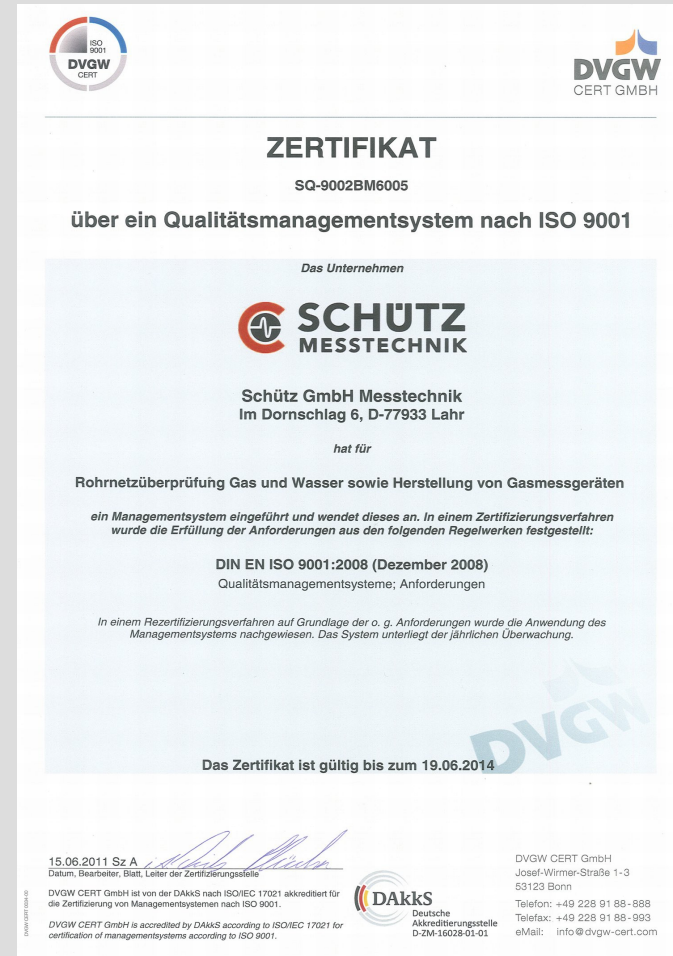 ISO
9001
DVGW
CERT
DVGW
CERT GMBH
ZERTIFIKAT
SQ-9002BM6005
über ein Qualitätsmanagementsystem nach ISO 9001
Das Unternehmen
SCHÜTZ
MESSTECHNIK
Schütz GmbH Messtechnik
Im Dornschlag 6, D-77933 Lahr
hat für
Rohrnetzüberprüfung Gas und Wasser sowie Herstellung von Gasmessgeräten
ein Managementsystem eingeführt und wendet dieses an. In einem Zertifizierungsverfahren
wurde die Erfüllung der Anforderungen aus den folgenden Regelwerken festgestellt:
DIN EN ISO 9001:2008 (Dezember 2008)
Qualitätsmanagementsysteme; Anforderungen
In einem Rezertifizierungsverfahren auf Grundlage der o. g. Anforderungen wurde die Anwendung des
Managementsystems nachgewiesen. Das System unterliegt der jährlichen Überwachung.
DVGW
Das Zertifikat ist gültig bis zum 19.06.2014
15.06.2011 Sz A
Datum, Bearbeiter, Blatt, Leiter der Zertifizierungsstelle
DVGW CERT GmbH ist von der DAkkS nach ISO/IEC 17021 akkreditiert für
die Zertifizierung von Managementsystemen nach ISO 9001.
DVGW CERT GmbH is accredited by DAkkS according to ISO/IEC 17021 for
certification of managementsystems according to ISO 9001.
DAkkS
Deutsche
Akkreditierungsstelle
D-ZM-16028-01-01
DVGW CERT GmbH
Josef-Wirmer-Straße 1-3
53123 Bonn
Telefon: +49 228 91 88-888
Telefax: +49 228 91 88-993
eMail: info@dvgw-cert.com